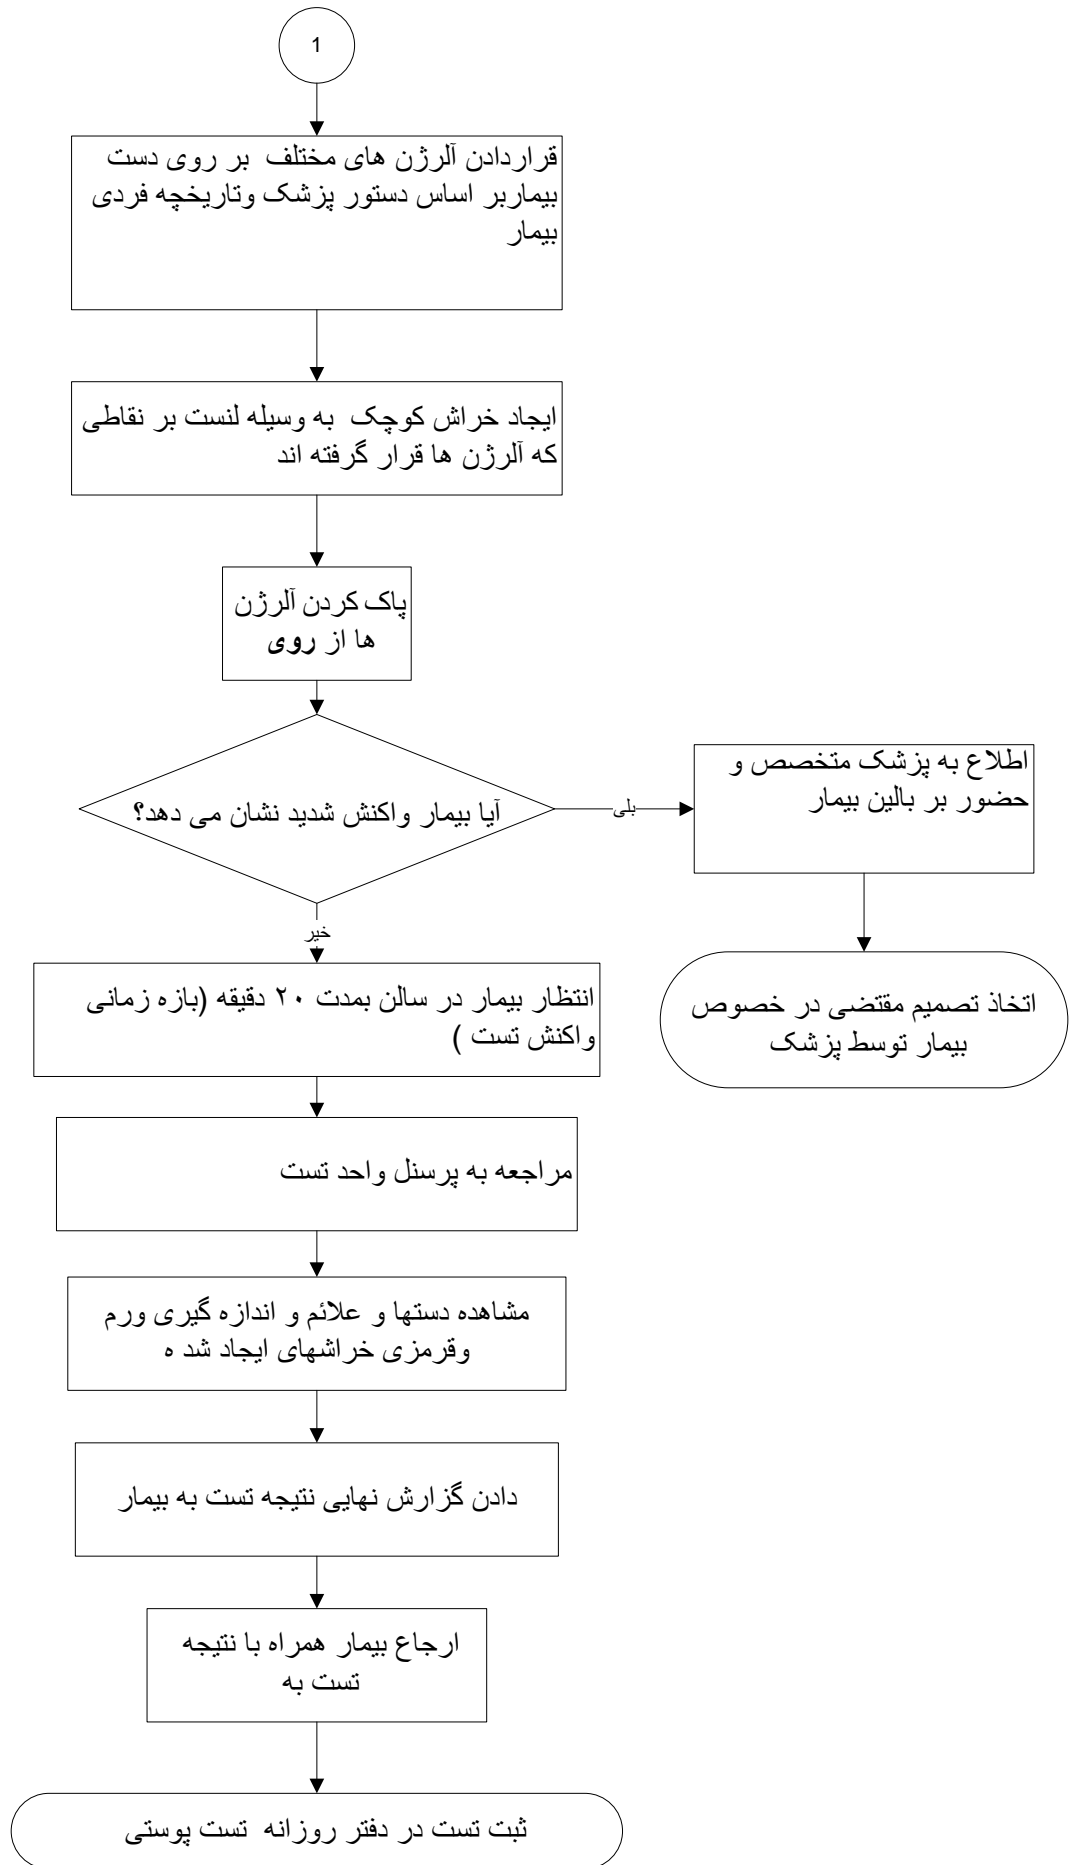 1
قراردادن آلرژن های مختلف بر روی دست
بیماربر اساس دستور پزشک وتاریخچه فردی
بیمار
ایجاد خراش کوچک به وسیله لنست بر نقاطی
که آلرژن ها قرار گرفته اند
پاک کردن آلرژن
ها از روی
آیا بیمار واکنش شدید نشان می دهد؟
بلی
اطلاع به پزشک متخصص و
حضور بر بالین بیمار
خیر
اتخاذ تصمیم مقتضی در خصوص
بیمار توسط پزشک
انتظار بیمار در سالن بمدت ۲۰ دقیقه (بازه زمانی
واکنش تست )
مراجعه به پرسنل واحد تست
مشاهده دستها و علائم و اندازه گیری ورم
وقرمزی خراشهای ایجاد شد ه
دادن گزارش نهایی نتیجه تست به بیمار
ارجاع بیمار همراه با نتیجه
تست به
ثبت تست در دفتر روزانه تست پوستی